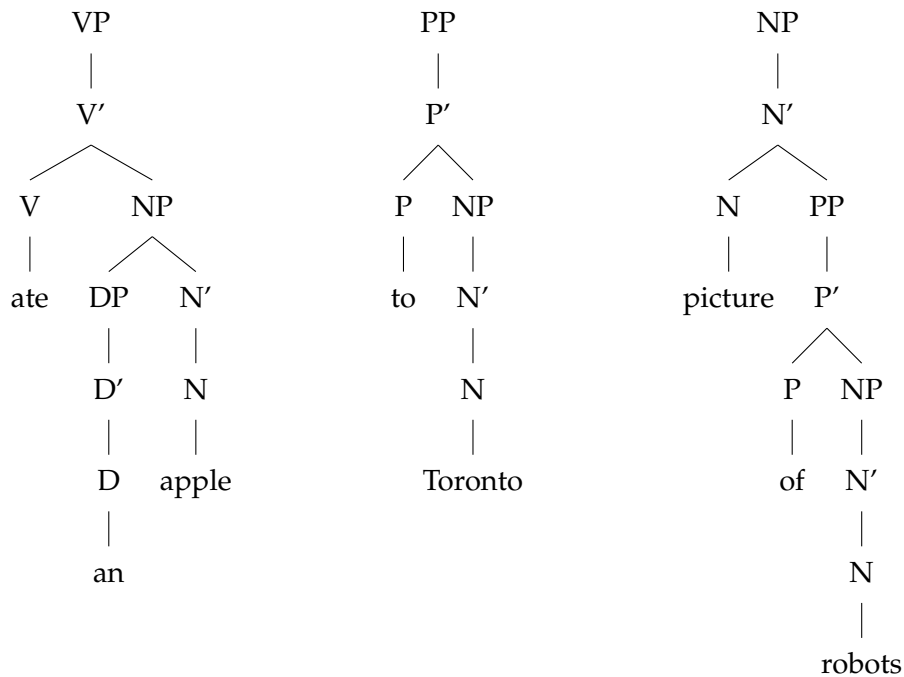 VP PP NP
V’ P’ N’
V NP P NP N PP
ate DP N’ to N’ picture P’
D’ N N P NP
D apple Toronto of N’
an N
robots